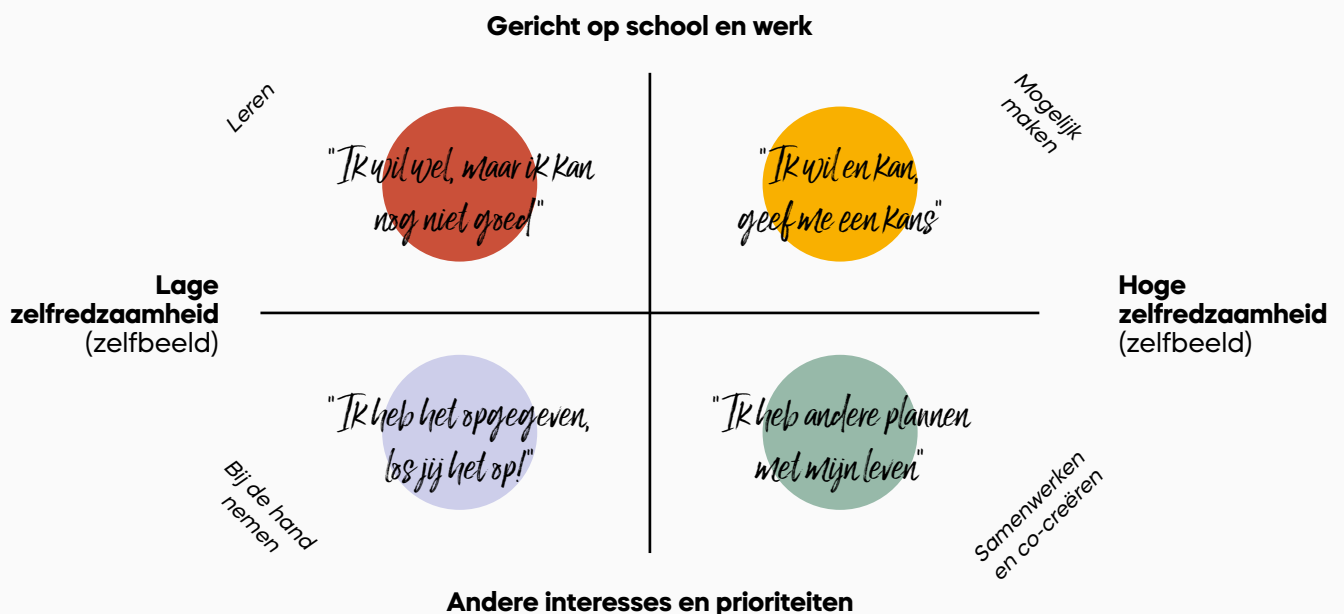 Gericht op school en werk
Leren
Mogelijk
maken
"Ik wil wel, maar ik kan
nog niet goed"
"Ik wil en kan,
geef me een kans"
Lage
zelfredzaamheid
(zelfbeeld)
Hoge
zelfredzaamheid
(zelfbeeld)
"Ik heb het opgegeven,
los jij het op!"
"Ik heb andere plannen
met mijn leven"
Bij de hand
nemen
Samenwerken
en co-creëren
Andere interesses en prioriteiten